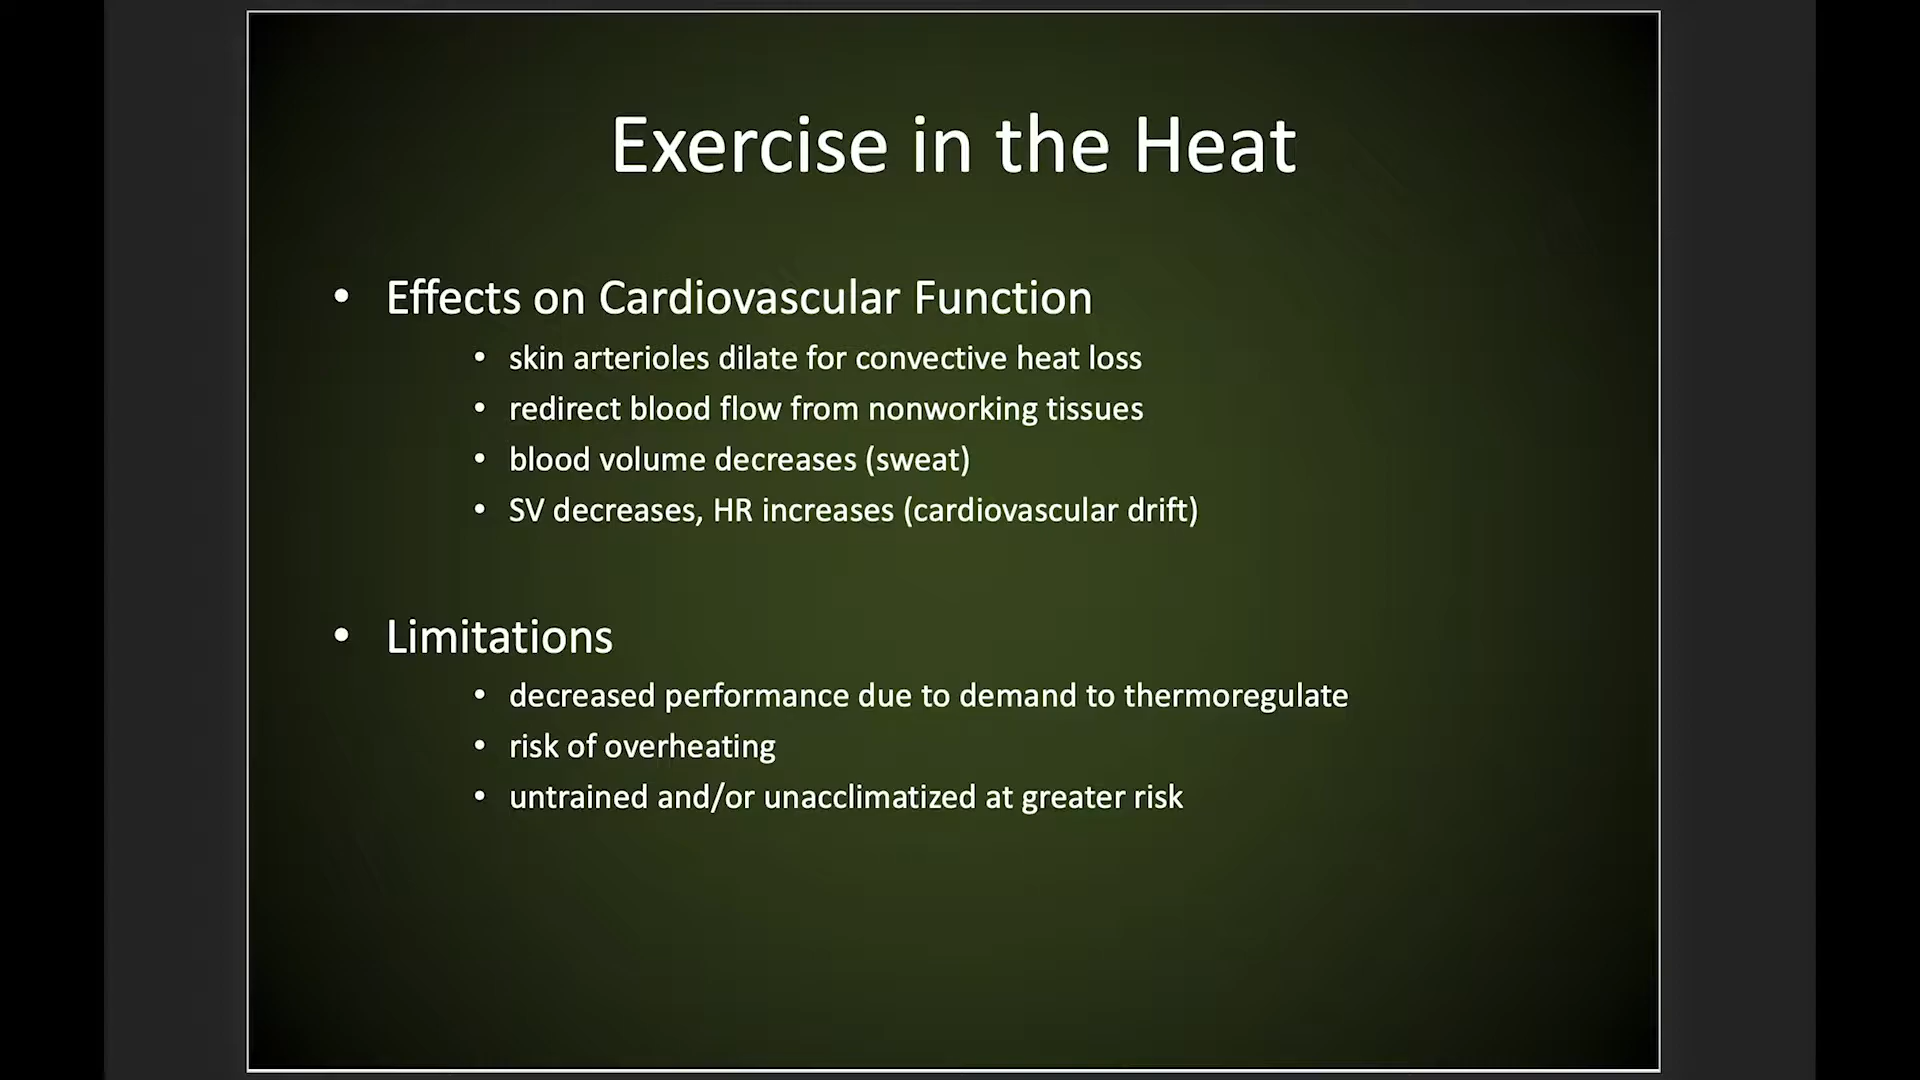 Exercise in the Heat
• Effects on Cardiovascular Function
• skin arterioles dilate for convective heat loss
• redirect blood flow from nonworking tissues
• blood volume decreases (sweat)
• SV decreases, HR increases (cardiovascular drift)
• Limitations
• decreased performance due to demand to thermoregulate
• risk of overheating
• untrained and/or unacclimatized at greater risk